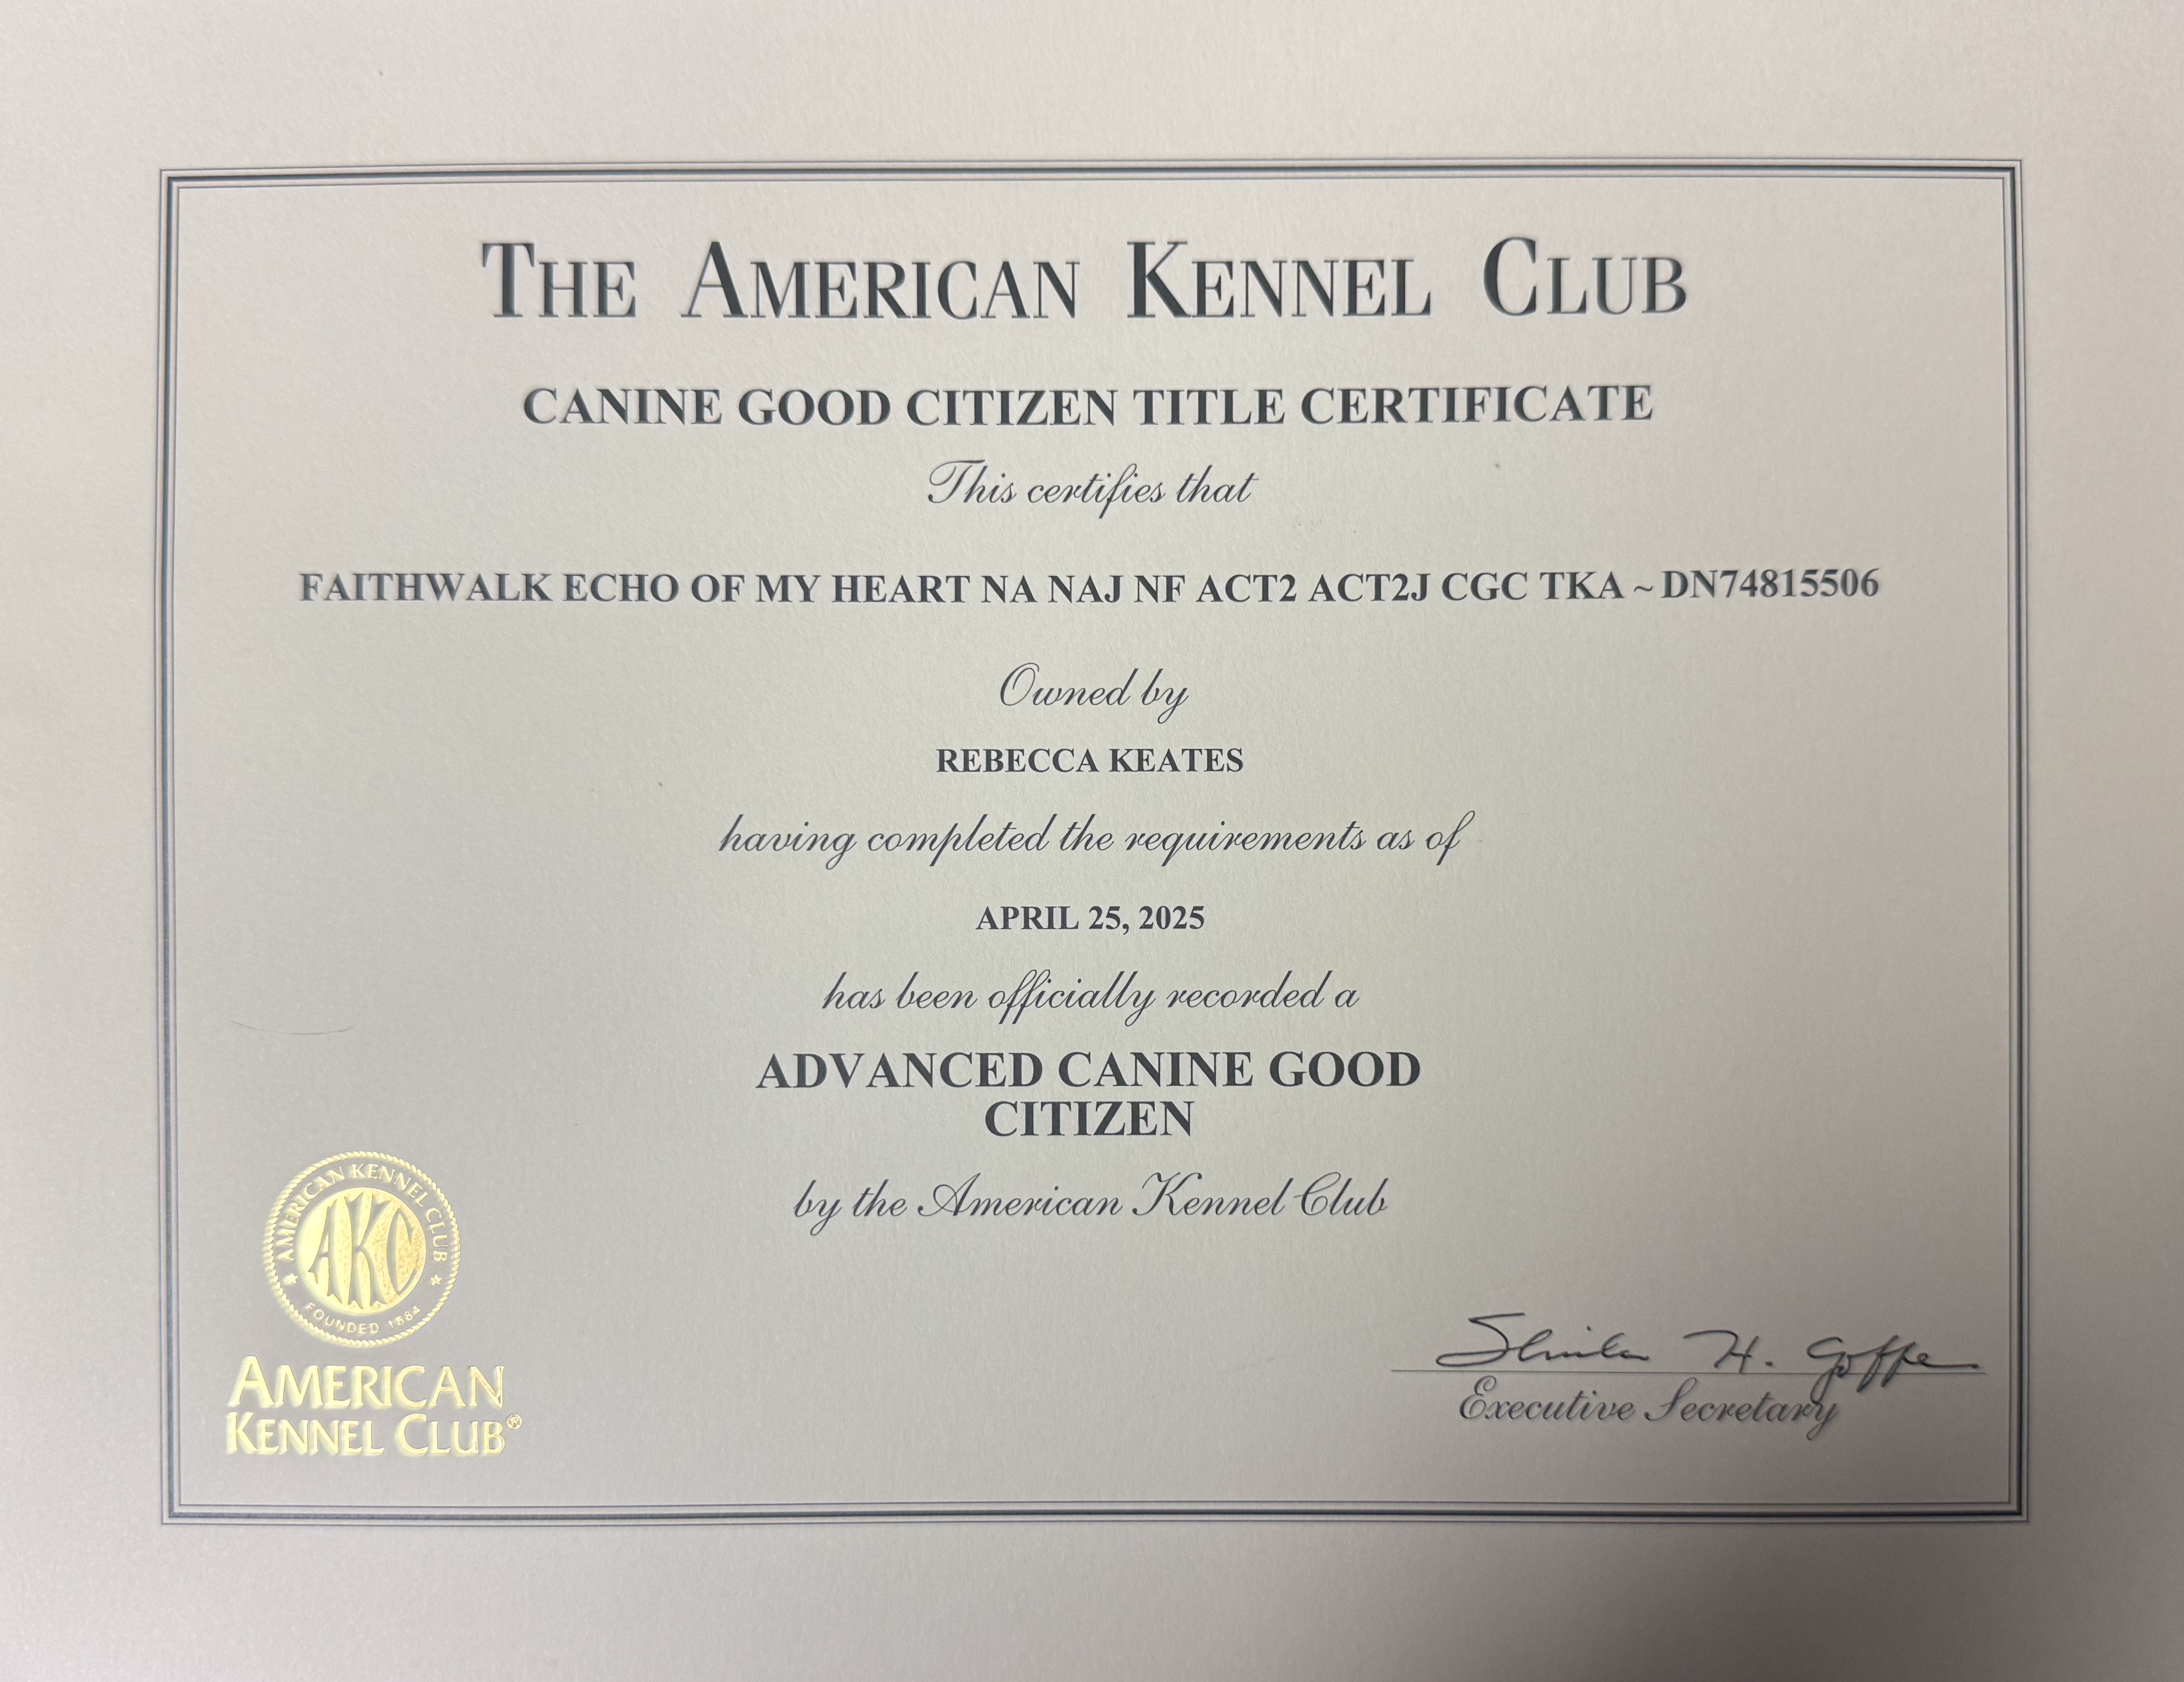 THE AMERICAN KENNEL CLUB
CANINE GOOD CITIZEN TITLE CERTIFICATE
This certifies that
FAITHWALK ECHO OF MY HEART NA NAJ NF ACT2 ACT2J CGC TKA ~ DN74815506
Owned by
REBECCA KEATES
having completed the requirements as of
APRIL 25, 2025
has been officially recorded a
ADVANCED CANINE GOOD
CITIZEN
by the American Kennel Club
AMERICAN KENNEL CLUB
AKC
FOUNDED 1884
AMERICAN
KENNEL CLUB®
H. Goffe
Executive Secretary